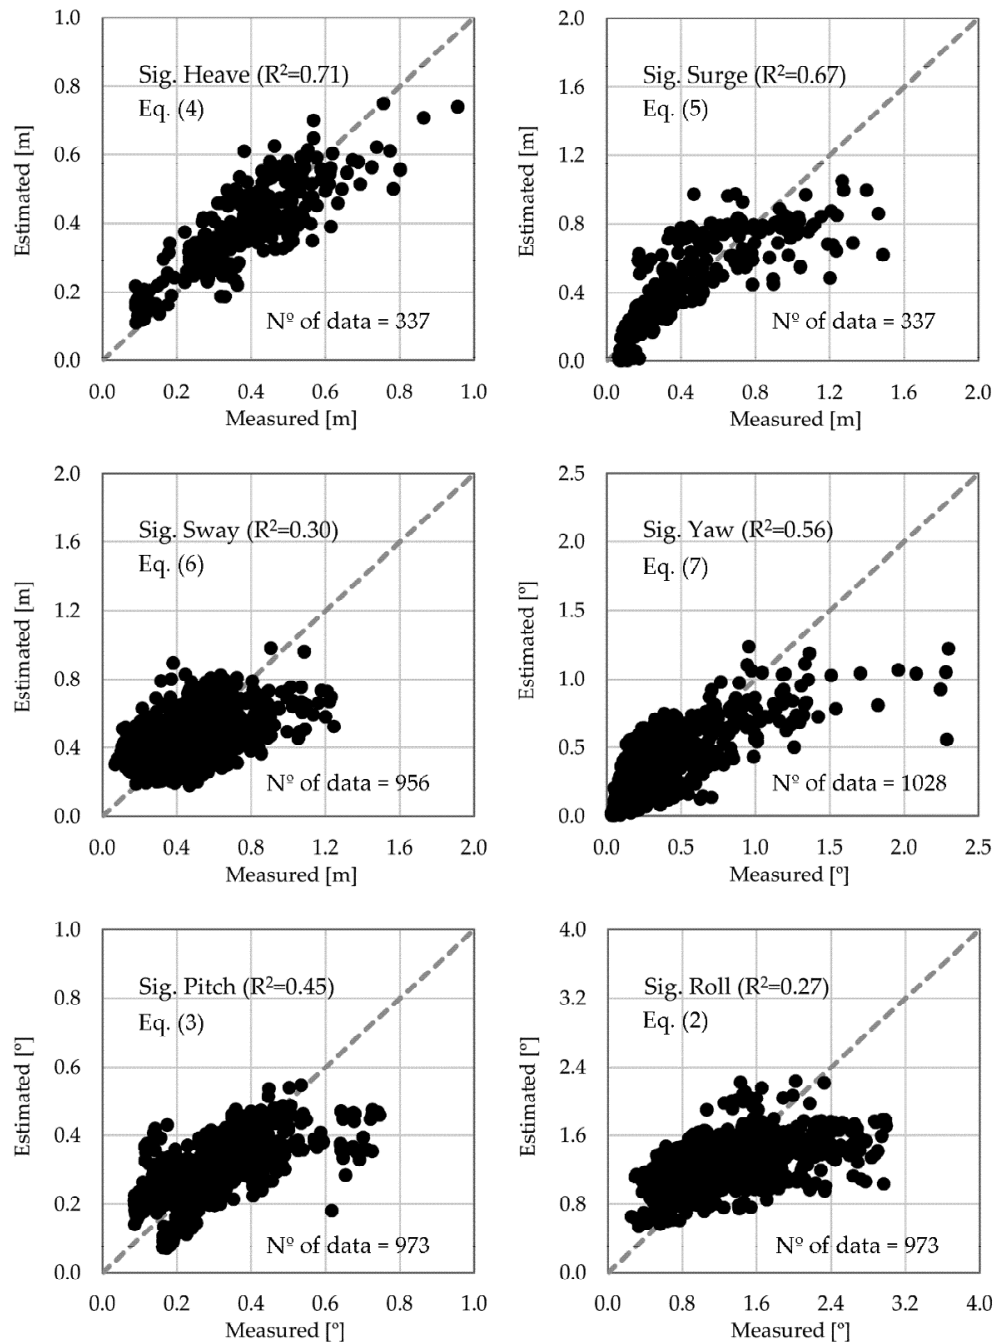 1.0
0.8
0.6
0.4
0.2
0.0
Estimated [m]
Sig. Heave (R²=0.71)
Eq. (4)
Nº of data = 337
0.0 0.2 0.4 0.6 0.8 1.0
Measured [m]
2.0
1.6
1.2
0.8
0.4
0.0
Estimated [m]
Sig. Surge (R²=0.67)
Eq. (5)
Nº of data = 337
0.0 0.4 0.8 1.2 1.6 2.0
Measured [m]
2.0
1.6
1.2
0.8
0.4
0.0
Estimated [m]
Sig. Sway (R²=0.30)
Eq. (6)
Nº of data = 956
0.0 0.4 0.8 1.2 1.6 2.0
Measured [m]
2.5
2.0
1.5
1.0
0.5
0.0
Estimated [º]
Sig. Yaw (R²=0.56)
Eq. (7)
Nº of data = 1028
0.0 0.5 1.0 1.5 2.0 2.5
Measured [º]
1.0
0.8
0.6
0.4
0.2
0.0
Estimated [º]
Sig. Pitch (R²=0.45)
Eq. (3)
Nº of data = 973
0.0 0.2 0.4 0.6 0.8 1.0
Measured [º]
4.0
3.2
2.4
1.6
0.8
0.0
Estimated [º]
Sig. Roll (R²=0.27)
Eq. (2)
Nº of data = 973
0.0 0.8 1.6 2.4 3.2 4.0
Measured [º]